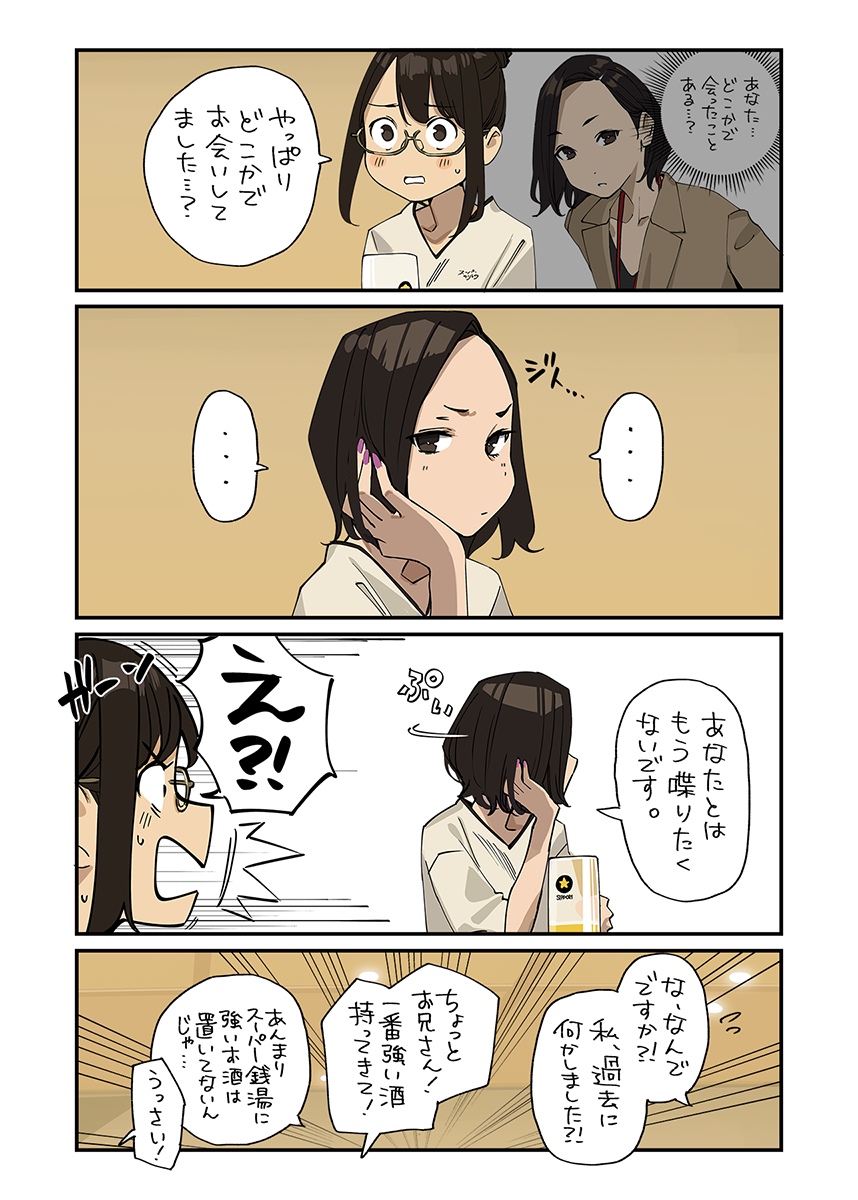 あなた…
どこかで
会ったこと
ある…?
やっぱり
どこかで
お会いして
ました…?
ジト…
・・・
・・・
あなたとは
もう喋りたく
ないです。
ぷい
え?!
ガーン
SUPPORY
な、なんで
ですか?!
私、過去に
何かしました?!
ちょっと
お兄さん!
一番強い酒
持ってきて!
あんまり
スーパー銭湯に
強いお酒は
置いてないん
じゃ…
うっさい!